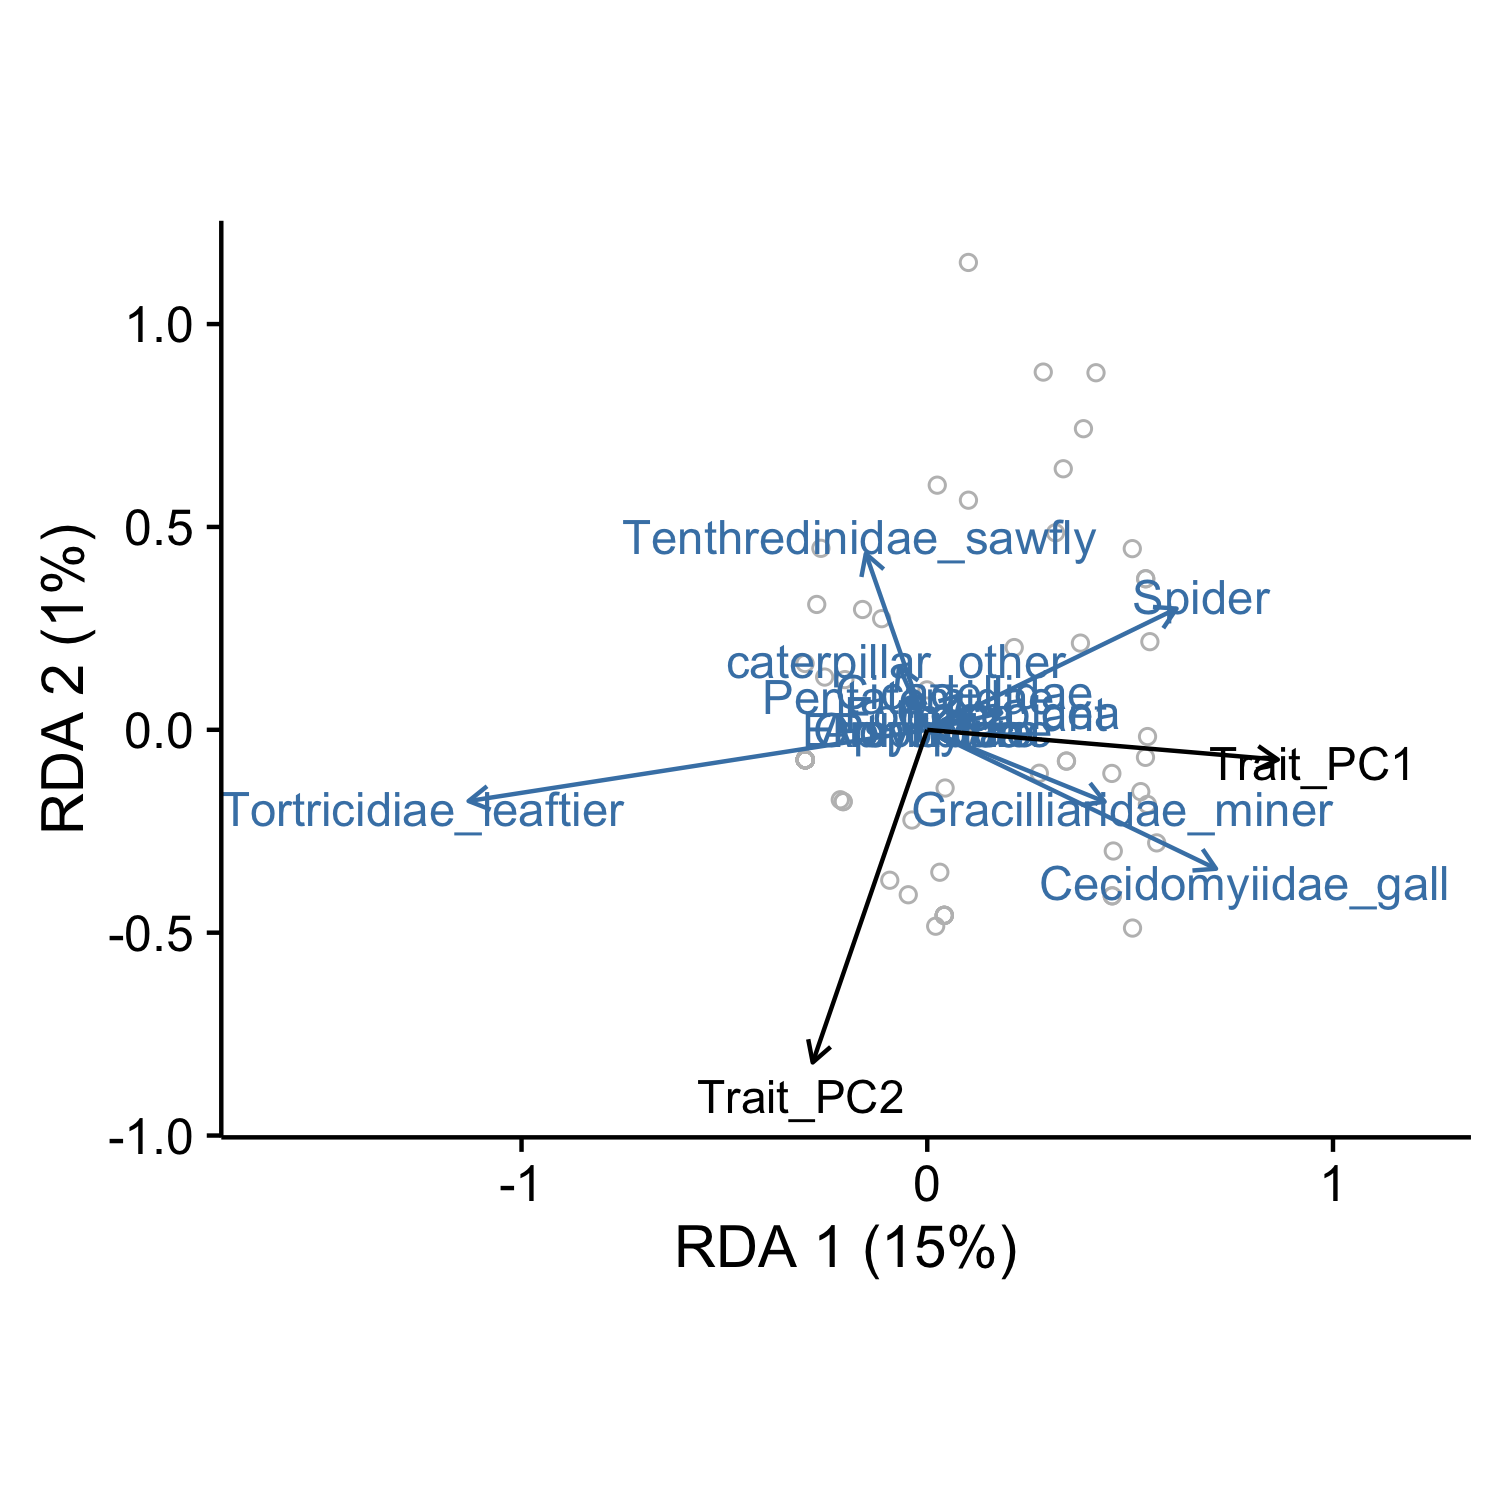 1.0
0.5
0.0
-0.5
-1.0
RDA 2 (1%)
Tenthredinidae_sawfly
Spider
caterpillar_other
Trait_PC1
Tortricidiae_leaftier
Gracilliaridae_miner
Cecidomyiidae_gall
Trait_PC2
-1
0
1
RDA 1 (15%)